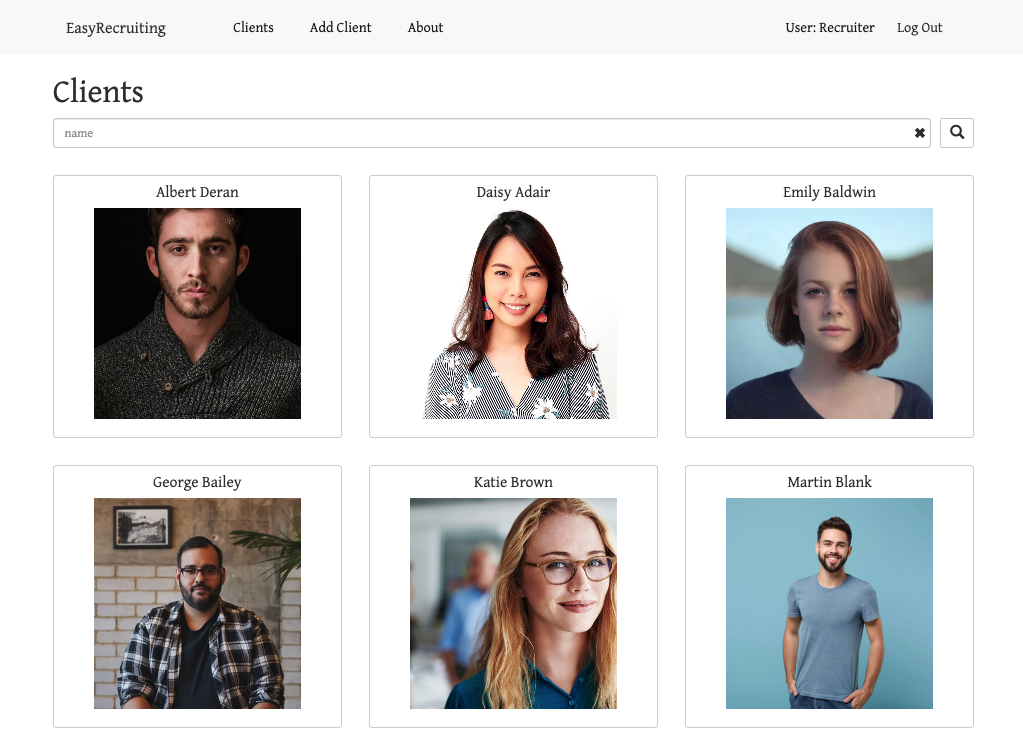 EasyRecruiting Clients Add Client About User: Recruiter Log Out
Clients
name
Albert Deran Daisy Adair Emily Baldwin
George Bailey Katie Brown Martin Blank